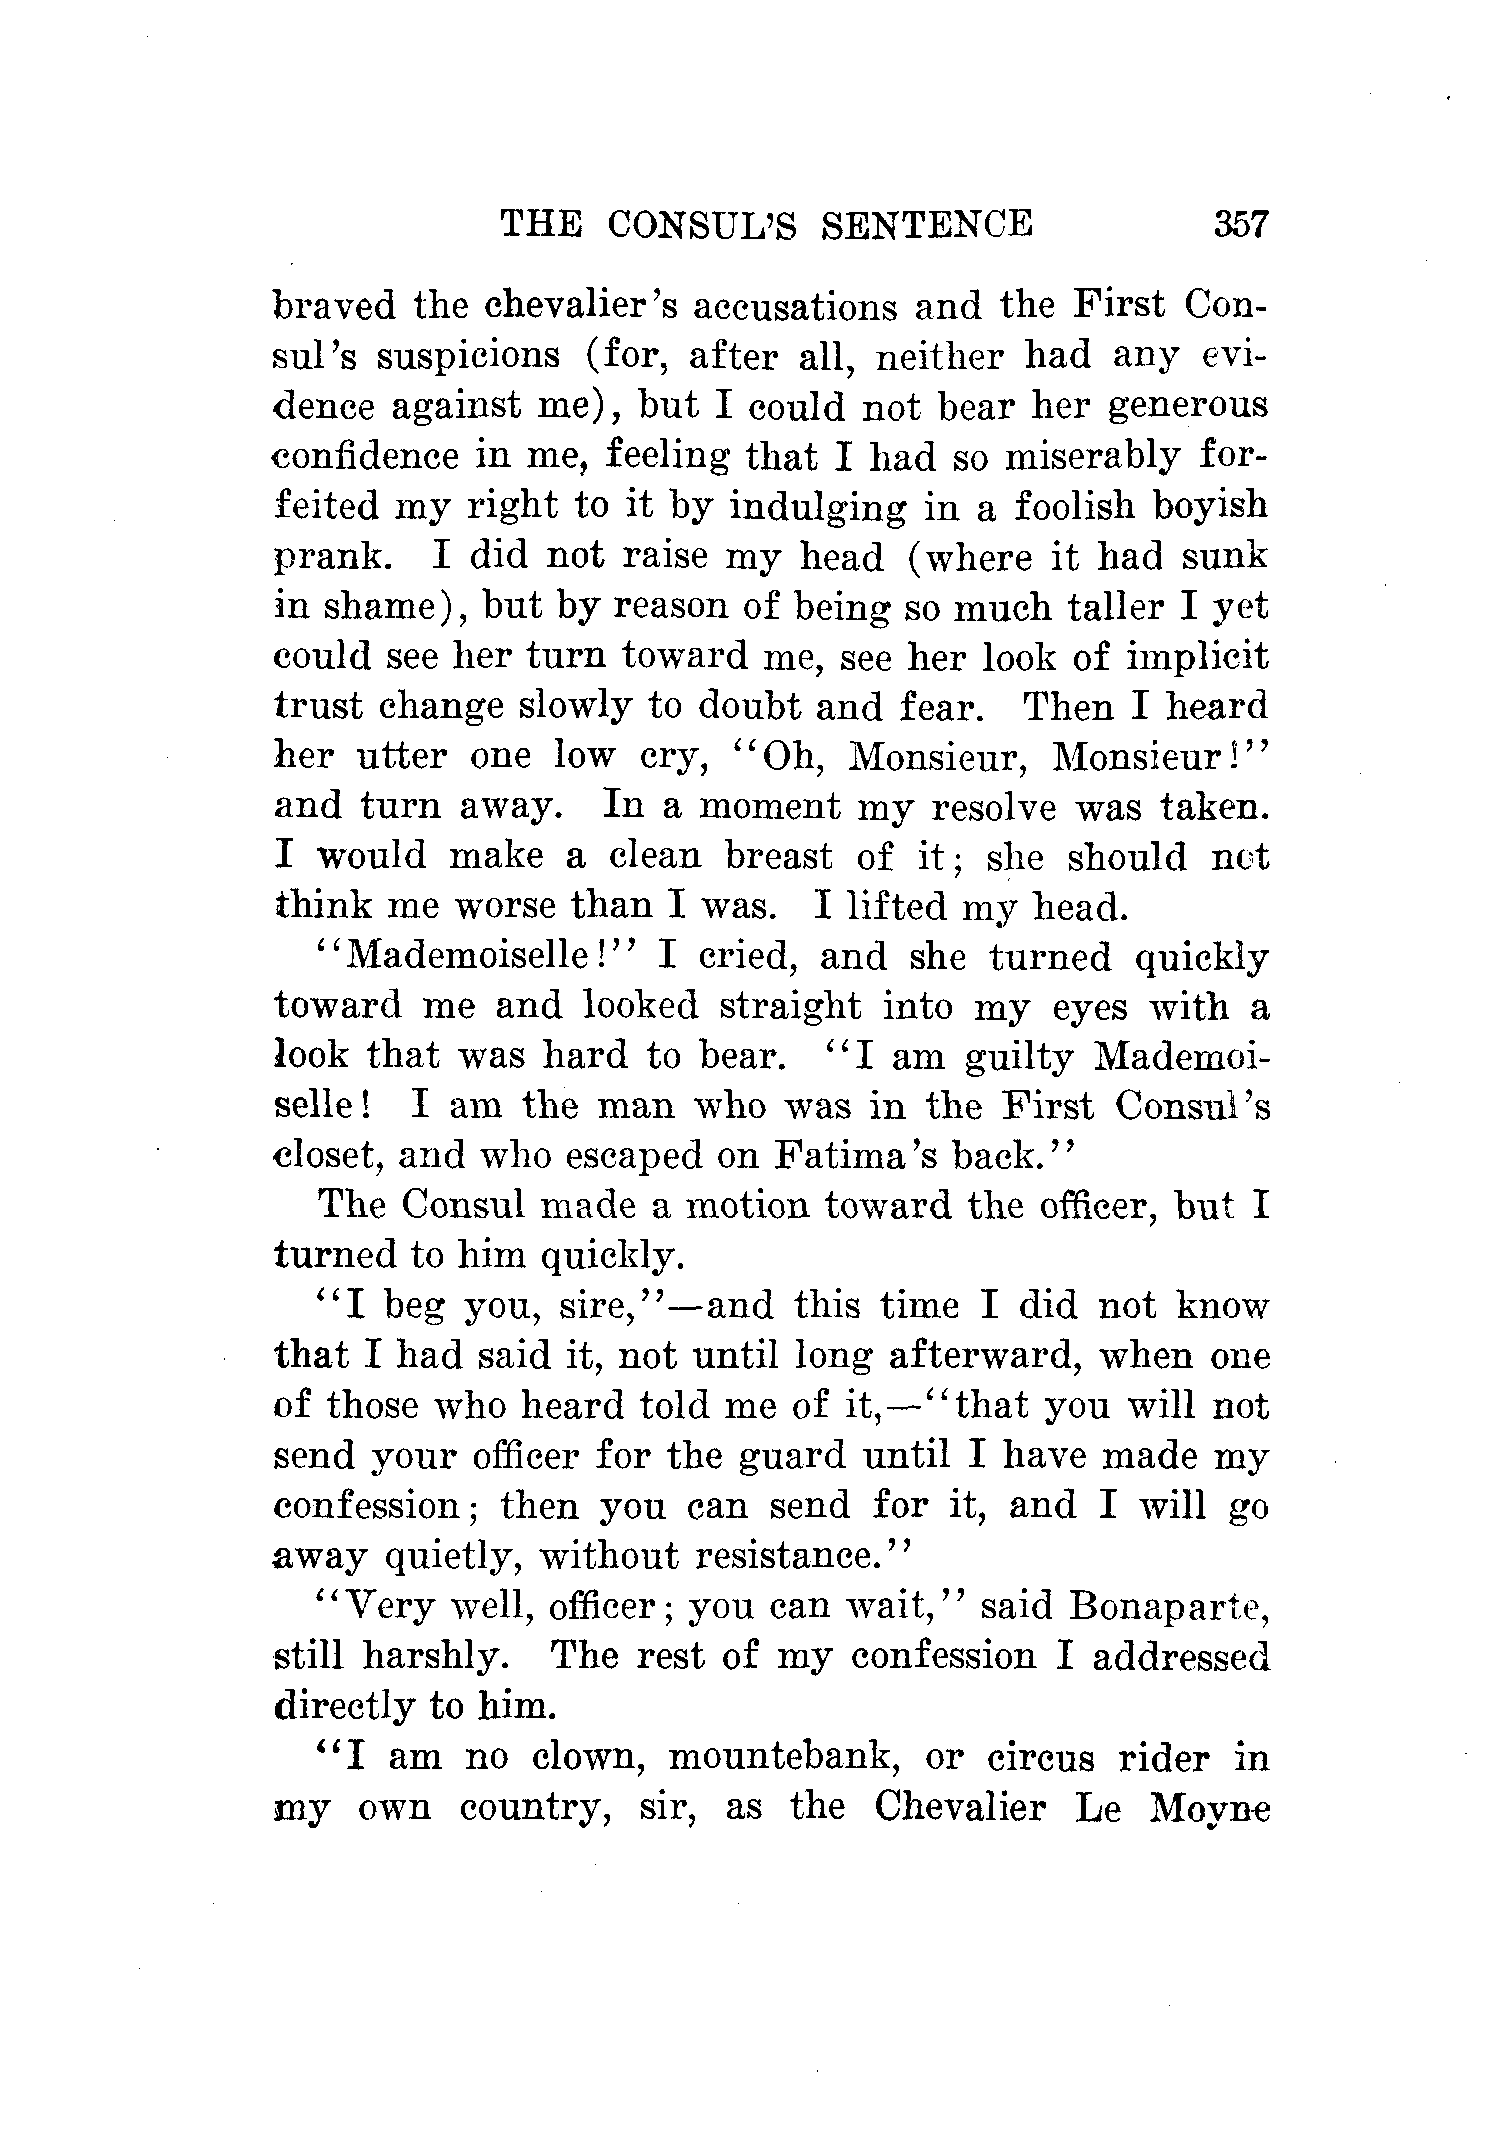 THE CONSUL'S SENTENCE 357
braved the chevalier's accusations and the First Con-
sul's suspicions (for, after all, neither had any evi-
dence against me), but I could not bear her generous
confidence in me, feeling that I had so miserably for-
feited my right to it by indulging in a foolish boyish
prank. I did not raise my head (where it had sunk
in shame), but by reason of being so much taller I yet
could see her turn toward me, see her look of implicit
trust change slowly to doubt and fear. Then I heard
her utter one low cry, "Oh, Monsieur, Monsieur!"
and turn away. In a moment my resolve was taken.
I would make a clean breast of it; she should not
think me worse than I was. I lifted my head.
"Mademoiselle!" I cried, and she turned quickly
toward me and looked straight into my eyes with a
look that was hard to bear. "I am guilty Mademoi-
selle! I am the man who was in the First Consul's
closet, and who escaped on Fatima's back."
The Consul made a motion toward the officer, but I
turned to him quickly.
"I beg you, sire,"—and this time I did not know
that I had said it, not until long afterward, when one
of those who heard told me of it,—"that you will not
send your officer for the guard until I have made my
confession; then you can send for it, and I will go
away quietly, without resistance."
"Very well, officer; you can wait," said Bonaparte,
still harshly. The rest of my confession I addressed
directly to him.
"I am no clown, mountebank, or circus rider in
my own country, sir, as the Chevalier Le Moyne